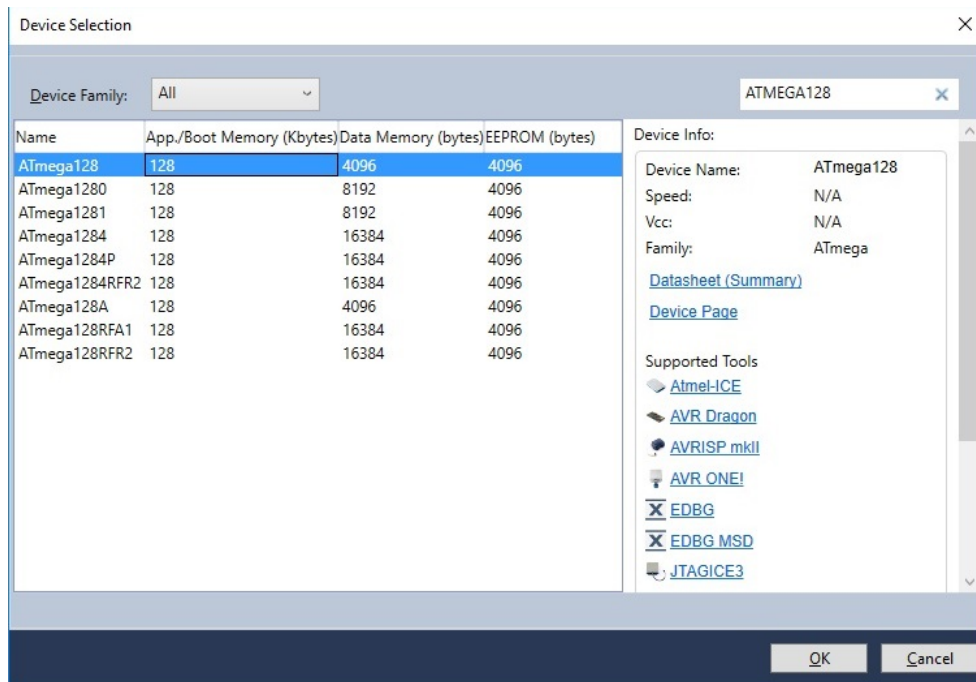 Device Selection
Device Family: All
ATMEGA128
Name App./Boot Memory (Kbytes) Data Memory (bytes) EEPROM (bytes)
ATmega128 128 4096 4096
ATmega1280 128 8192 4096
ATmega1281 128 8192 4096
ATmega1284 128 16384 4096
ATmega1284P 128 16384 4096
ATmega1284RFR2 128 16384 4096
ATmega128A 128 4096 4096
ATmega128RFA1 128 16384 4096
ATmega128RFR2 128 16384 4096
Device Info:
Device Name: ATmega128
Speed: N/A
Vcc: N/A
Family: ATmega
Datasheet (Summary)
Device Page
Supported Tools
Atmel-ICE
AVR Dragon
AVRISP mkII
AVR ONE!
EDBG
EDBG MSD
JTAGICE3
OK Cancel